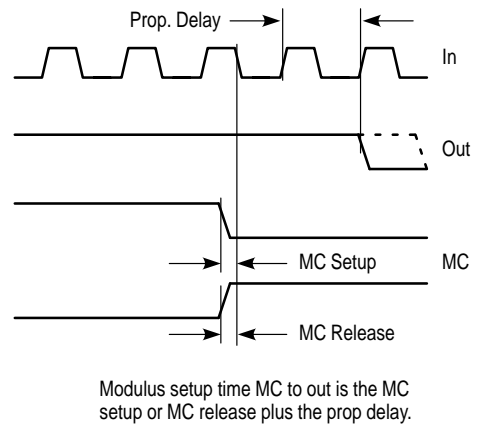 Prop. Delay
In
Out
MC Setup
MC
MC Release
Modulus setup time MC to out is the MC
setup or MC release plus the prop delay.